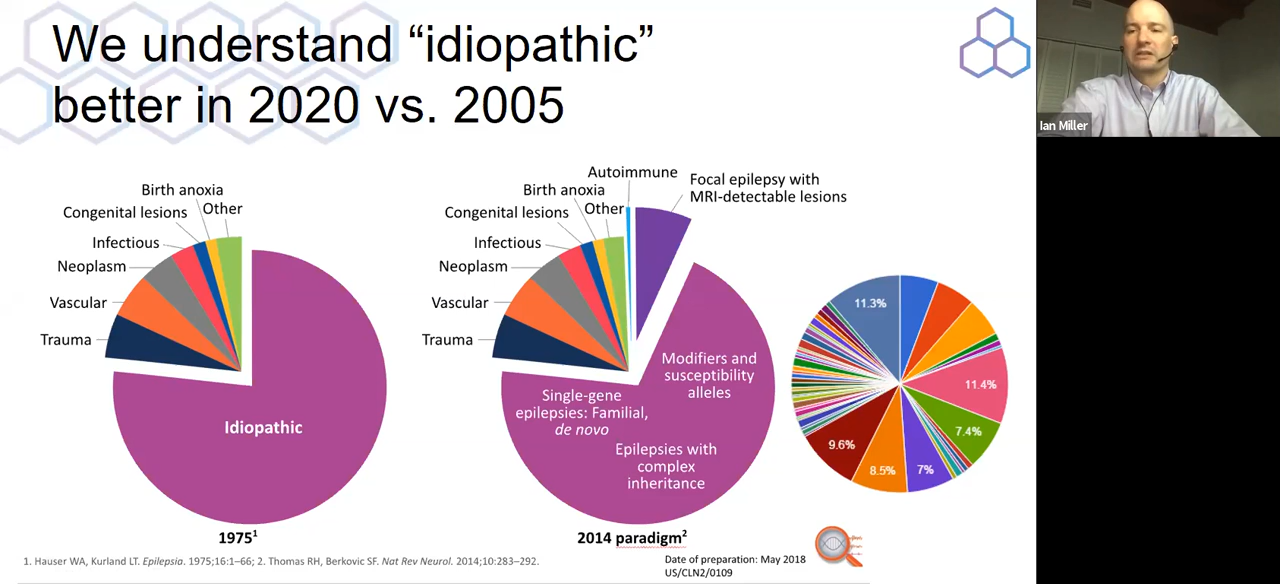 We understand “idiopathic”
better in 2020 vs. 2005
Ian Miller
Birth anoxia
Congenital lesions
Other
Infectious
Neoplasm
Vascular
Trauma
Idiopathic
1975¹
Autoimmune
Focal epilepsy with
MRI-detectable lesions
Birth anoxia
Congenital lesions
Other
Infectious
Neoplasm
Vascular
Trauma
Modifiers and
susceptibility
alleles
Single-gene
epilepsies: Familial,
de novo
Epilepsies with
complex
inheritance
2014 paradigm²
11.3%
11.4%
7.4%
7%
8.5%
9.6%
1. Hauser WA, Kurland LT. Epilepsia. 1975;16:1–66; 2. Thomas RH, Berkovic SF. Nat Rev Neurol. 2014;10:283–292.
Date of preparation: May 2018
US/CLN2/0109